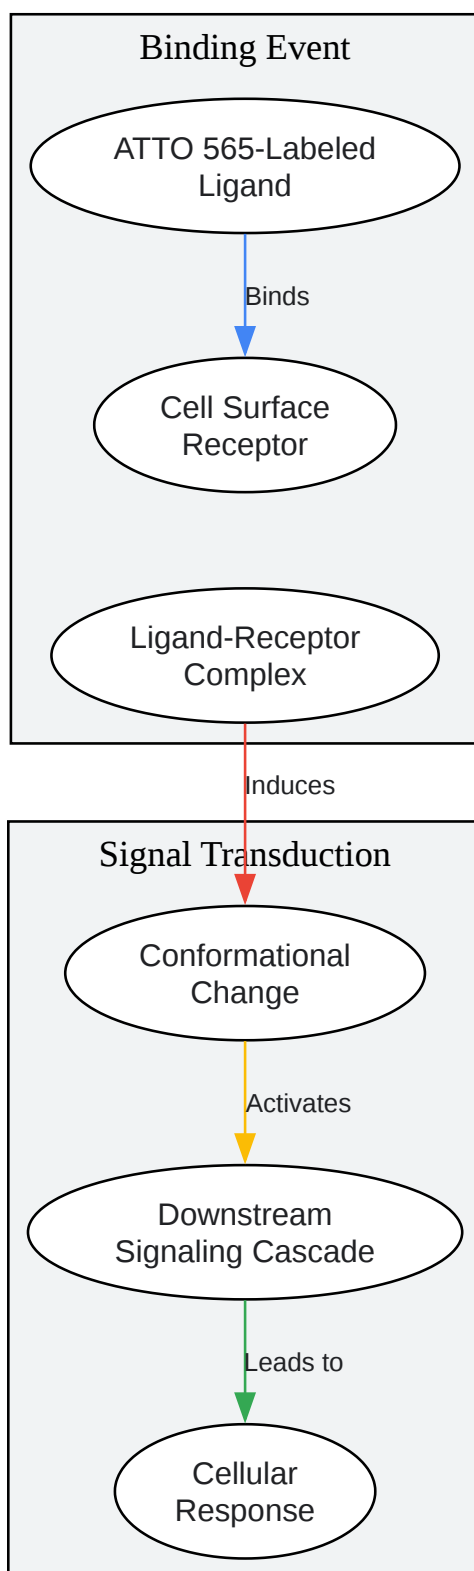 Binding Event
ATTO 565-Labeled
Ligand
Binds
Cell Surface
Receptor
Ligand-Receptor
Complex
Induces
Signal Transduction
Conformational
Change
Activates
Downstream
Signaling Cascade
Leads to
Cellular
Response